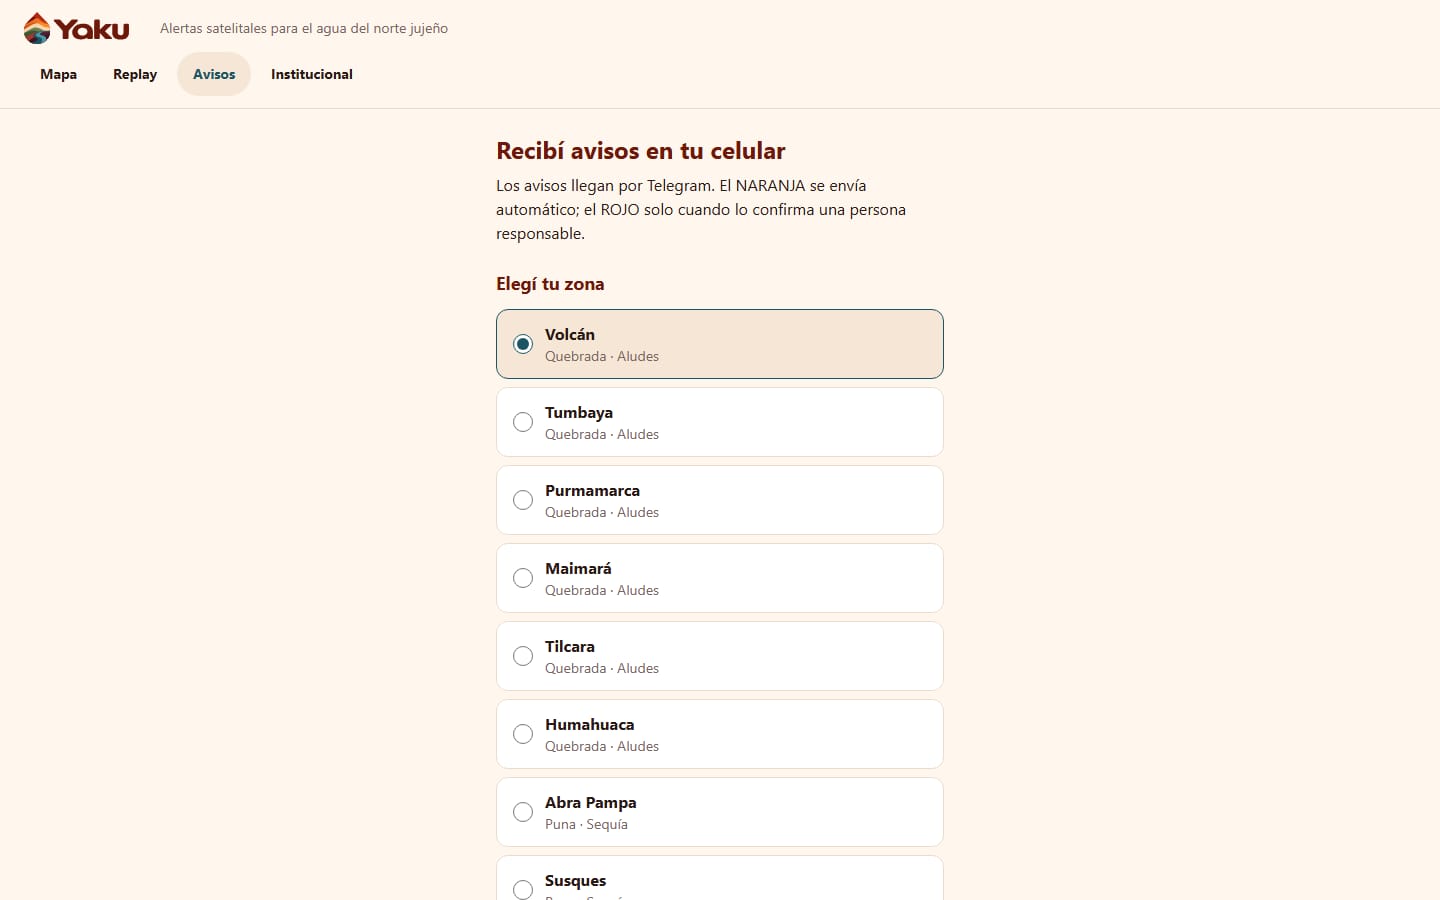 Yaku
Alertas satelitales para el agua del norte jujeño
Mapa
Replay
Avisos
Institucional
Recibí avisos en tu celular
Los avisos llegan por Telegram. El NARANJA se envía
automático; el ROJO solo cuando lo confirma una persona
responsable.
Elegí tu zona
Volcán
Quebrada · Aludes
Tumbaya
Quebrada · Aludes
Purmamarca
Quebrada · Aludes
Maimará
Quebrada · Aludes
Tilcara
Quebrada · Aludes
Humahuaca
Quebrada · Aludes
Abra Pampa
Puna · Sequía
Susques